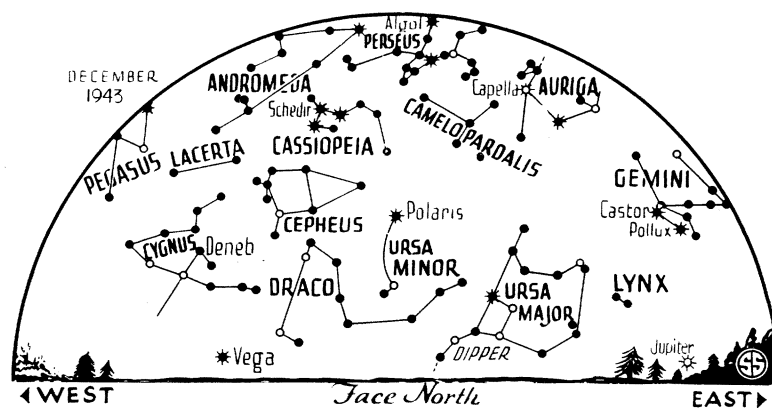 Algol
PERSEUS
DECEMBER
1943
ANDROMEDA
Capella
AURIGA
Schedir
CASSIOPEIA
CAMELOPARDALIS
PEGASUS
LACERTA
GEMINI
Castor
Pollux
CEPHEUS
Polaris
CYGNUS
Deneb
URSA
MINOR
DRACO
URSA
MAJOR
LYNX
DIPPER
Vega
Jupiter
SS
WEST
Face North
EAST